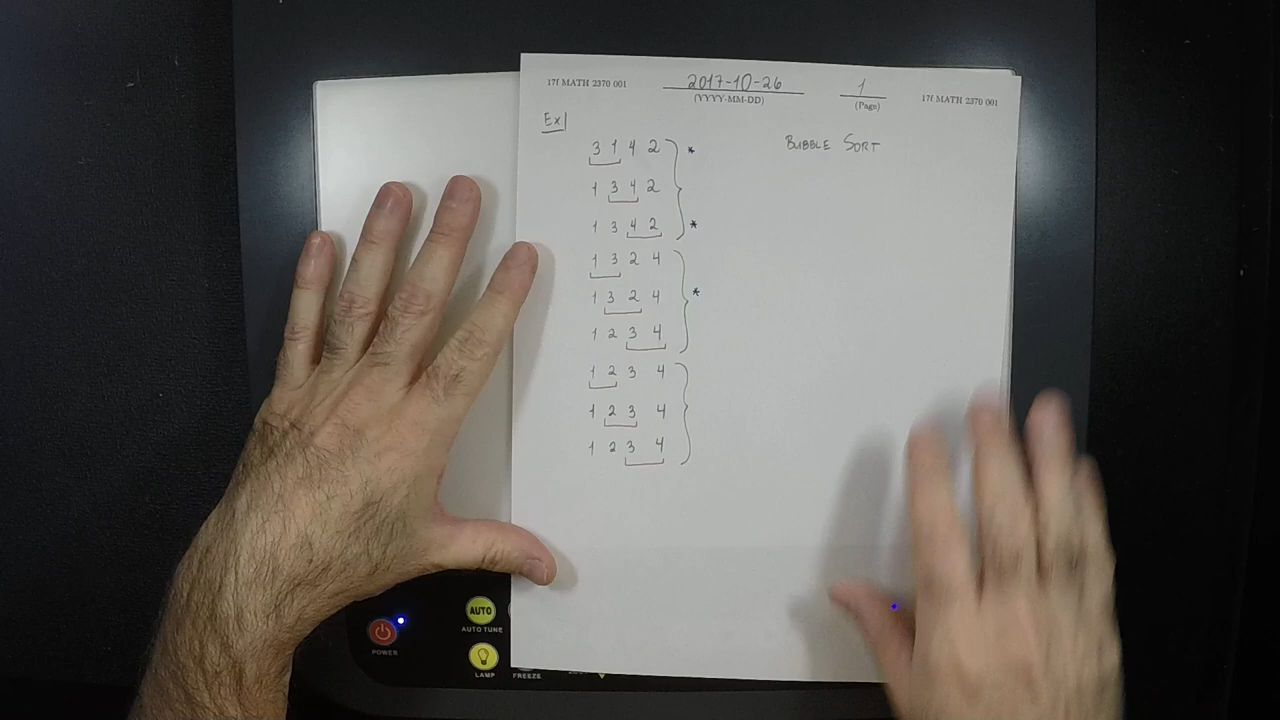 17f MATH 2370 001 2017-10-26 1 17f MATH 2370 001
(YYYY-MM-DD) (Page)
Ex1
BUBBLE SORT
3 1 4 2 *
1 3 4 2
1 3 4 2 *
1 3 2 4
1 3 2 4 *
1 2 3 4
1 2 3 4
1 2 3 4
1 2 3 4
POWER
AUTO
AUTO TUNE
LAMP
FREEZE